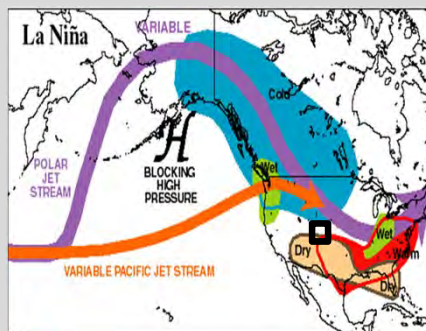 La Niña
VARIABLE
Cold
POLAR
JET
STREAM
H
BLOCKING
HIGH
PRESSURE
Wet
VARIABLE PACIFIC JET STREAM
Dry
Wet
Warm
Dry